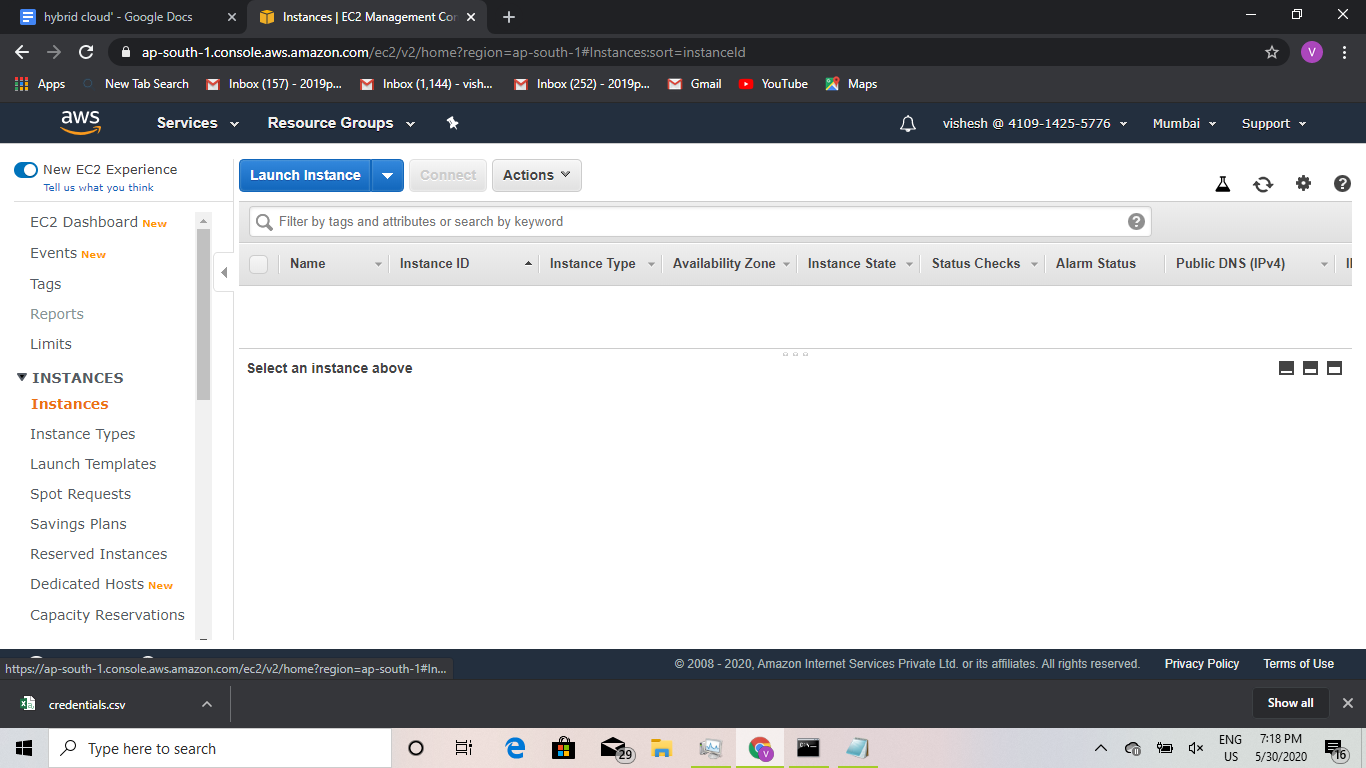 hybrid cloud' - Google Docs
Instances | EC2 Management Con
ap-south-1.console.aws.amazon.com/ec2/v2/home?region=ap-south-1#Instances:sort=instanceId
V
Apps New Tab Search Inbox (157) - 2019p... Inbox (1,144) - vish... Inbox (252) - 2019p... Gmail YouTube Maps
aws Services Resource Groups vishesh @ 4109-1425-5776 Mumbai Support
New EC2 Experience
Tell us what you think
EC2 Dashboard New
Events New
Tags
Reports
Limits
INSTANCES
Instances
Instance Types
Launch Templates
Spot Requests
Savings Plans
Reserved Instances
Dedicated Hosts New
Capacity Reservations
Launch Instance Connect Actions
Filter by tags and attributes or search by keyword
Name Instance ID Instance Type Availability Zone Instance State Status Checks Alarm Status Public DNS (IPv4)
Select an instance above
https://ap-south-1.console.aws.amazon.com/ec2/v2/home?region=ap-south-1#In...
© 2008 - 2020, Amazon Internet Services Private Ltd. or its affiliates. All rights reserved. Privacy Policy Terms of Use
credentials.csv Show all
Type here to search
29
V
ENG
US
7:18 PM
5/30/2020
16